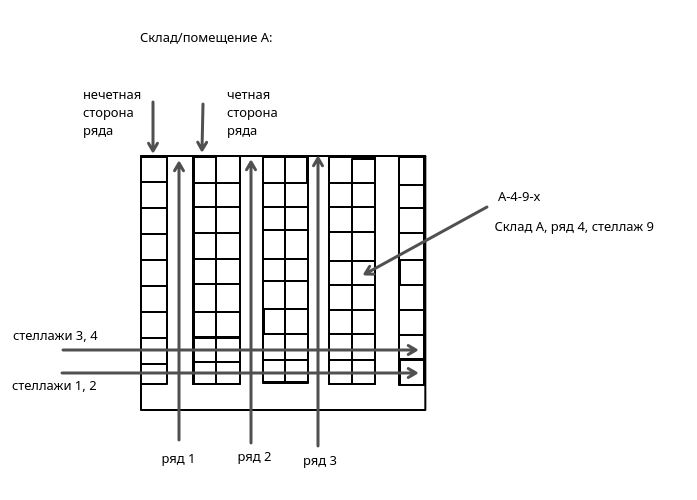 Склад/помещение А:
нечетная
сторона
ряда
четная
сторона
ряда
А-4-9-х
Склад А, ряд 4, стеллаж 9
стеллажи 3, 4
стеллажи 1, 2
ряд 1
ряд 2
ряд 3